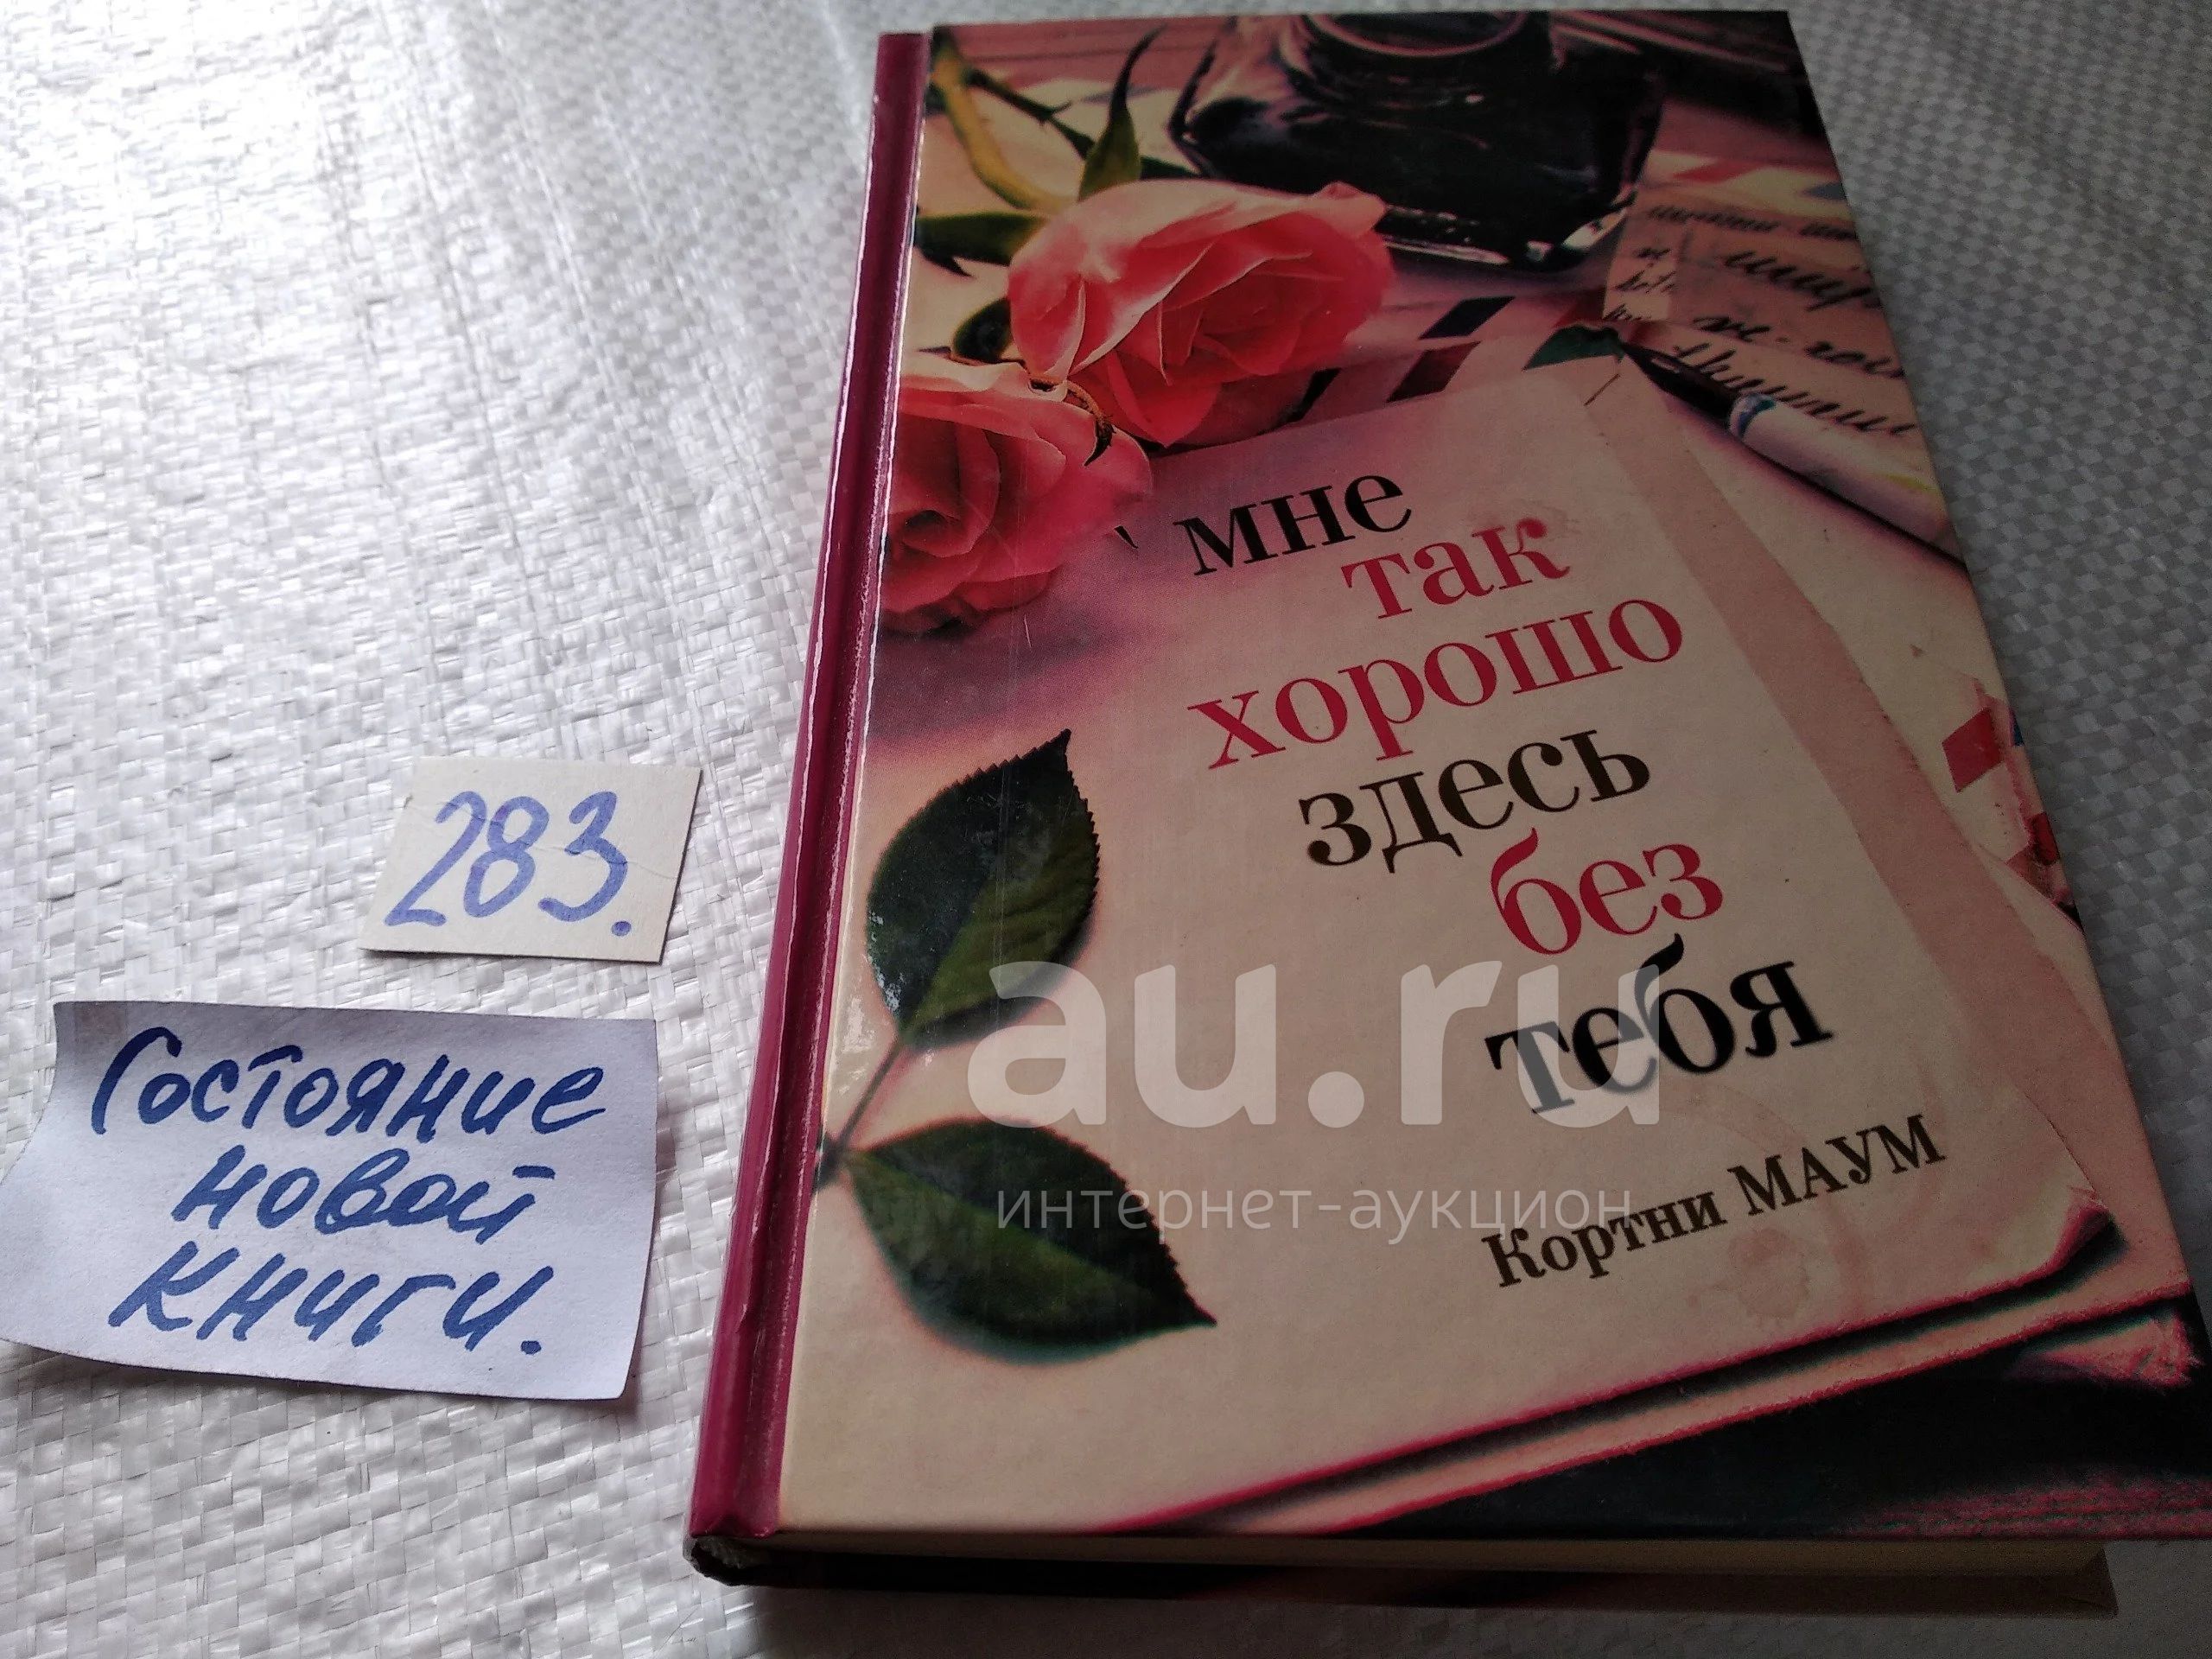 мне
так
хорошо
здесь
без
тебя
Кортни МАУМ
283.
Состояние
новой
книги.
au.ru
интернет-аукцион